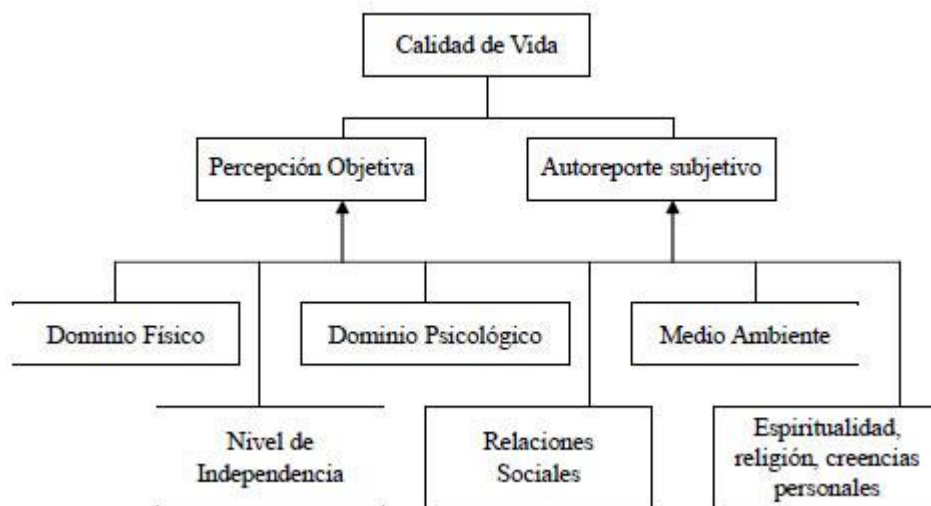 Calidad de Vida
Percepción Objetiva
Autoreporte subjetivo
Dominio Físico
Dominio Psicológico
Medio Ambiente
Nivel de
Independencia
Relaciones
Sociales
Espiritualidad,
religión, creencias
personales